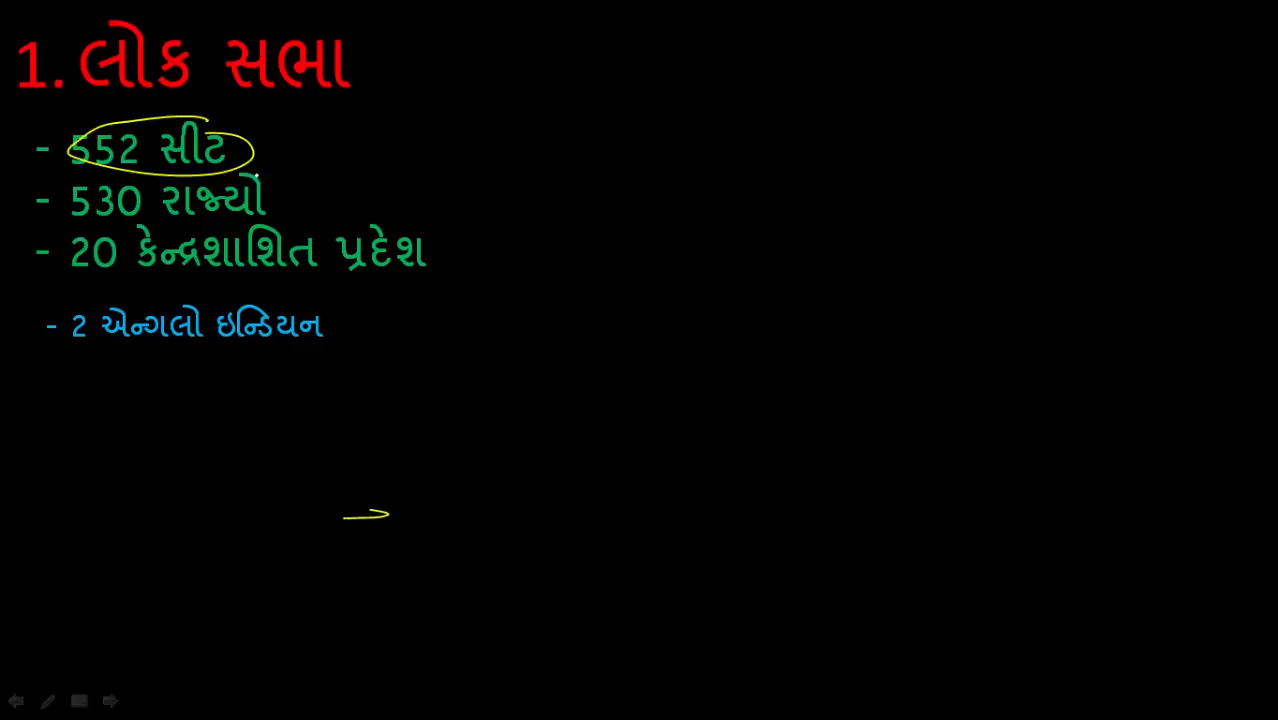 1. લોક સભા
- 552 સીટ
- 530 રાજ્યો
- 20 કેન્દ્રશાશિત પ્રદેશ
- 2 એન્ગલો ઇન્ડિયન